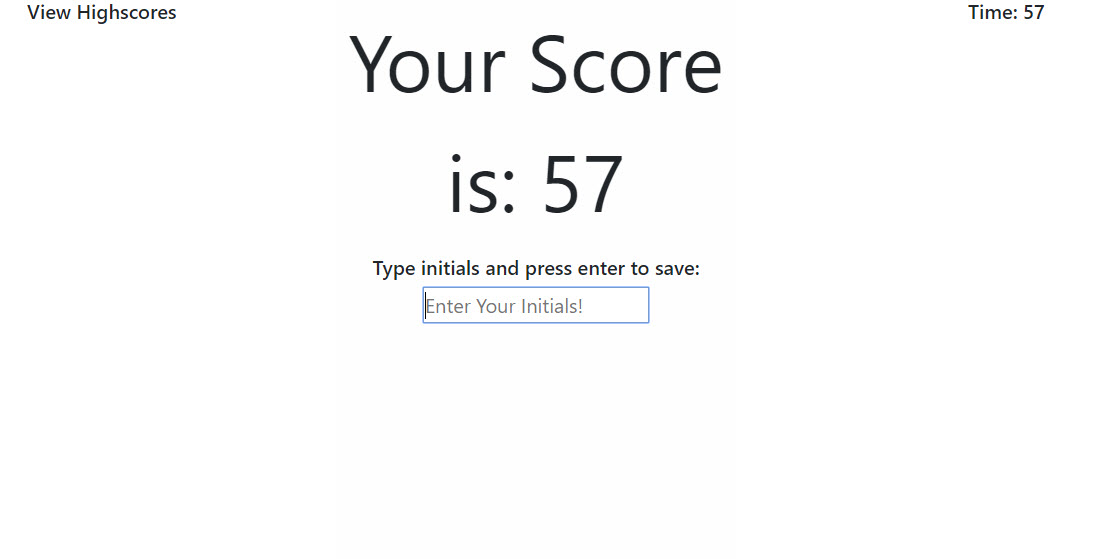 View Highscores
Time: 57
Your Score
is: 57
Type initials and press enter to save:
Enter Your Initials!